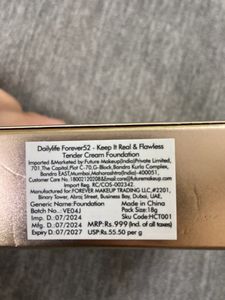 Dailylife Forever52 - Keep It Real & Flawless
Tender Cream Foundation
Imported & Marketed by:Future Makeup(India)Private Limited,
701,The Capital,Plot C-70,G-Block,Bandra Kurla Complex,
Bandra EAST,Mumbai,Maharashtra(India)-400051,
Customer Care No.18002120208 Email:care@futuremakeup.com
Import Reg. RC/COS-002342.
Manufactured for FOREVER MAKEUP TRADING LLC,#2201,
Binary Tower, Abraj Street, Business Bay, Dubai, UAE,
Generic Name:Foundation Made in China
Batch No: VE04J Pack Size: 18g
Imp. D.:07/2024 Sku Code:HCT001
Mfd D.:07/2024 MRP:Rs.999 (Incl. of all taxes)
Expiry D.:07/2027 USP:Rs.55.50 per g